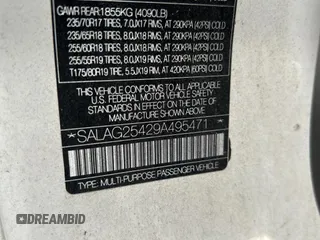 GAWR REAR:1855KG (4090LB)
235/70R17 TIRES, 7.0JX17 RIMS, AT 290KPA (42PSI) COLD
235/65R18 TIRES, 8.0JX18 RIMS, AT 290KPA (42PSI) COLD
255/60R18 TIRES, 8.0JX18 RIMS, AT 290KPA (42PSI) COLD
255/55R19 TIRES, 8.0JX19 RIMS, AT 290KPA (42PSI) COLD
T175/80R19 TIRE, 5.5JX19 RIM, AT 420KPA (60PSI) COLD
THIS VEHICLE CONFORMS TO ALL APPLICABLE
FEDERAL MOTOR VEHICLE SAFETY
STANDARDS IN EFFECT ON THE DATE OF
MANUFACTURE SHOWN ABOVE
*SALAG25429A495471*
TYPE: MULTI-PURPOSE PASSENGER VEHICLE
DREAMBID